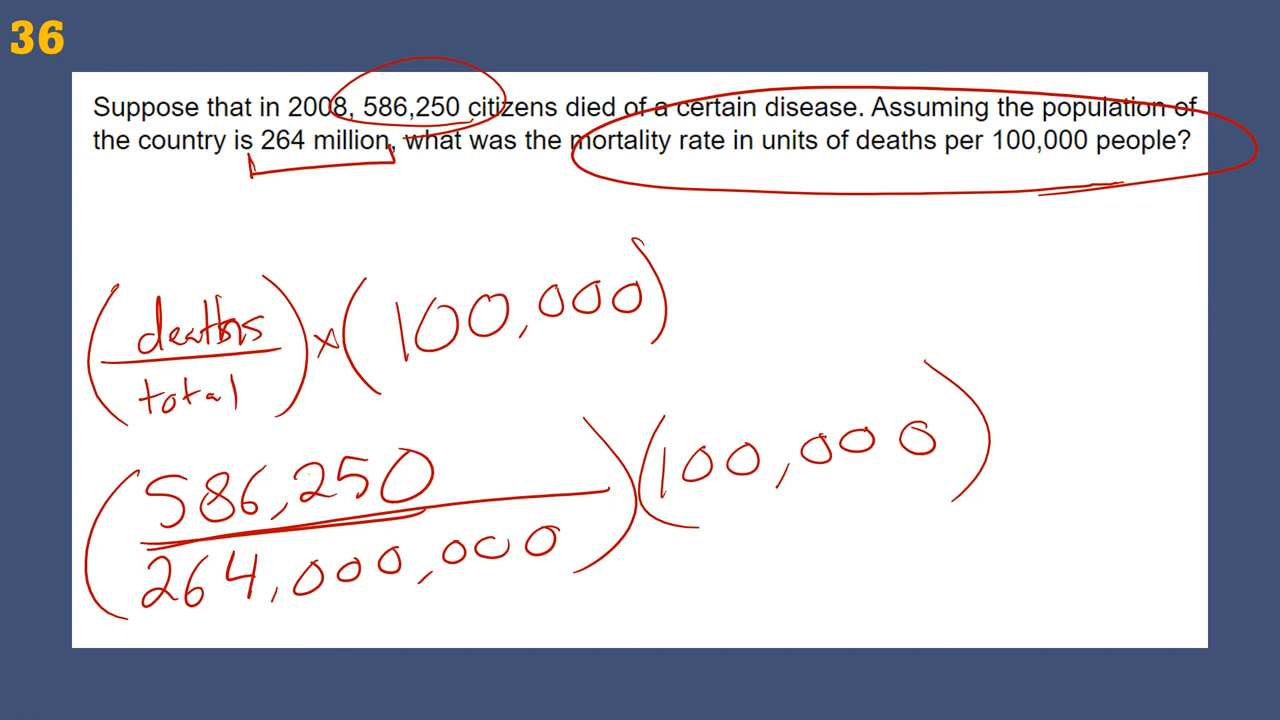 36
Suppose that in 2008, 586,250 citizens died of a certain disease. Assuming the population of
the country is 264 million, what was the mortality rate in units of deaths per 100,000 people?
(deaths/total) × (100,000)
(586,250/264,000,000)(100,000)